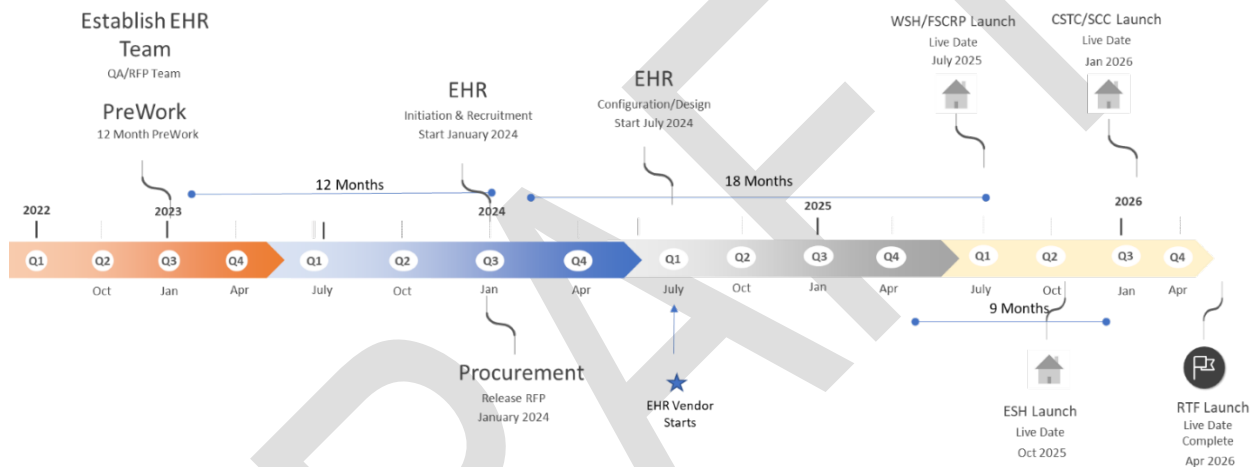 Establish EHR
Team
QA/RFP Team
PreWork
12 Month PreWork
EHR
Initiation & Recruitment
Start January 2024
EHR
Configuration/Design
Start July 2024
WSH/FSCRP Launch
Live Date
July 2025
CSTC/SCC Launch
Live Date
Jan 2026
12 Months
18 Months
2022
2023
2024
2025
2026
Q1
Q2
Q3
Q4
Q1
Q2
Q3
Q4
Q1
Q2
Q3
Q4
Q1
Q2
Q3
Q4
Oct
Jan
Apr
July
Oct
Jan
Apr
July
Oct
Jan
Apr
July
Oct
Jan
Apr
9 Months
Procurement
Release RFP
January 2024
EHR Vendor
Starts
ESH Launch
Live Date
Oct 2025
RTF Launch
Live Date
Complete
Apr 2026
DRAFT